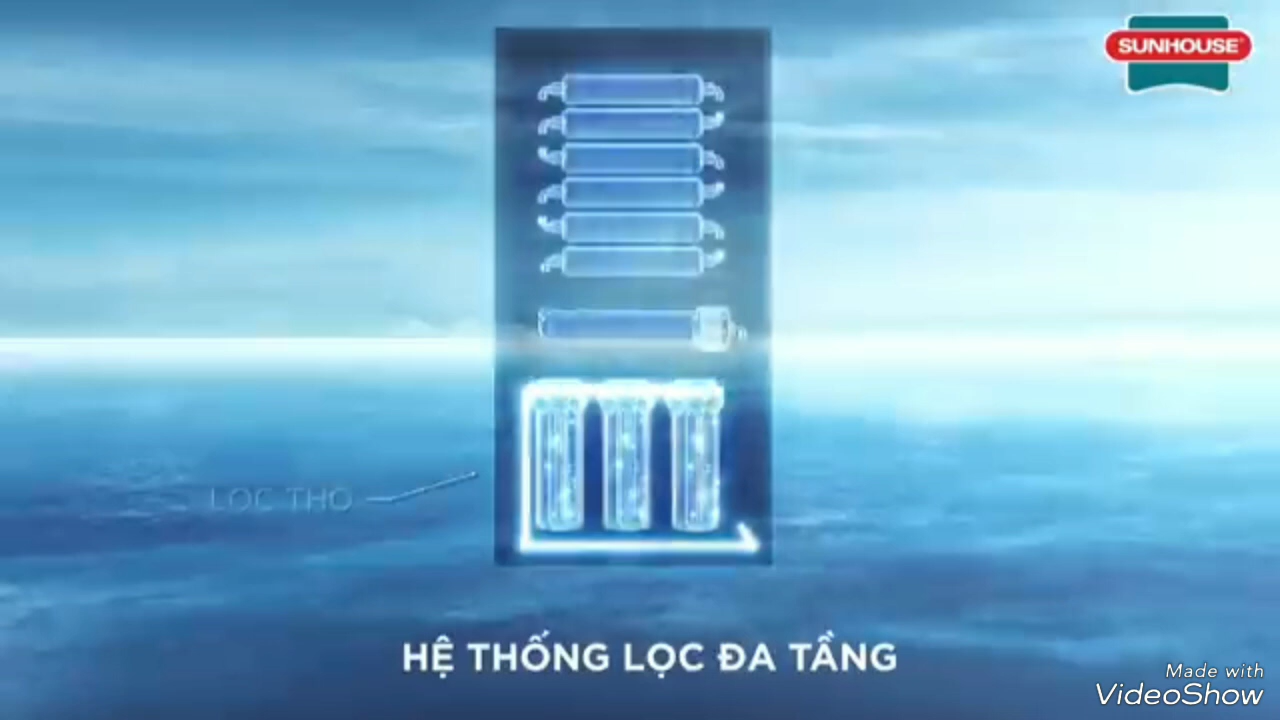 SUNHOUSE®
LỌC THÔ
HỆ THỐNG LỌC ĐA TẦNG
Made with
VideoShow